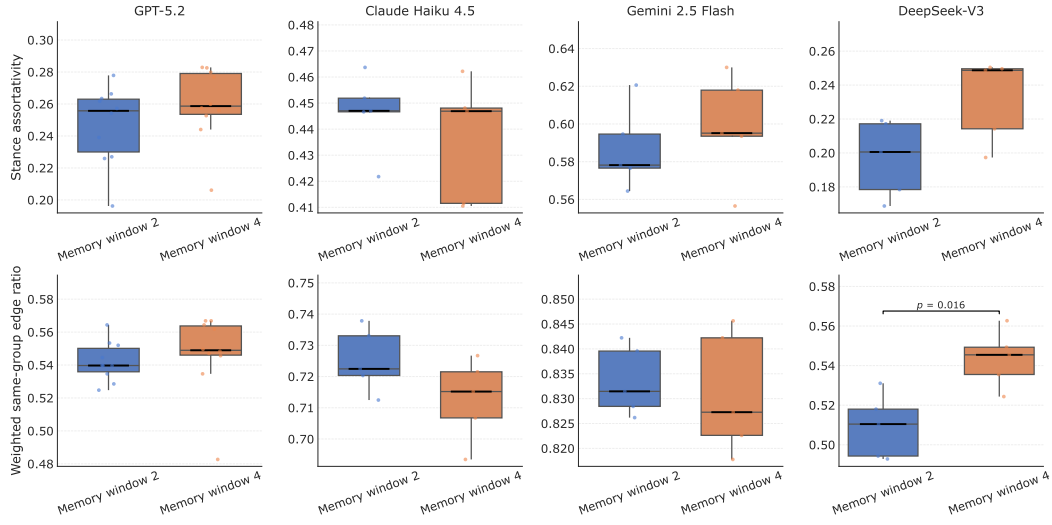 GPT-5.2
Claude Haiku 4.5
Gemini 2.5 Flash
DeepSeek-V3
Stance assortativity
0.30
0.28
0.26
0.24
0.22
0.20
Memory window 2
Memory window 4
0.48
0.47
0.46
0.45
0.44
0.43
0.42
0.41
Memory window 2
Memory window 4
0.64
0.62
0.60
0.58
0.56
Memory window 2
Memory window 4
0.26
0.24
0.22
0.20
0.18
Memory window 2
Memory window 4
Weighted same-group edge ratio
0.58
0.56
0.54
0.52
0.50
0.48
Memory window 2
Memory window 4
0.75
0.74
0.73
0.72
0.71
0.70
Memory window 2
Memory window 4
0.850
0.845
0.840
0.835
0.830
0.825
0.820
Memory window 2
Memory window 4
0.58
0.56
0.54
0.52
0.50
p = 0.016
Memory window 2
Memory window 4